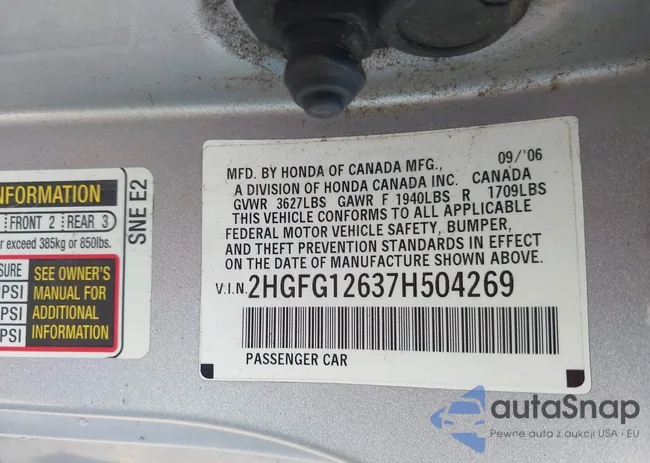 NFORMATION
FRONT 2 REAR 3
r exceed 385kg or 850lbs.
SURE
PSI
PSI
SEE OWNER'S
MANUAL FOR
ADDITIONAL
INFORMATION
SNE E2
09/'06
MFD. BY HONDA OF CANADA MFG.,
A DIVISION OF HONDA CANADA INC. CANADA
GVWR 3627LBS GAWR F 1940LBS R 1709LBS
THIS VEHICLE CONFORMS TO ALL APPLICABLE
FEDERAL MOTOR VEHICLE SAFETY, BUMPER,
AND THEFT PREVENTION STANDARDS IN EFFECT
ON THE DATE OF MANUFACTURE SHOWN ABOVE.
V.I.N. 2HGFG12637H504269
PASSENGER CAR
autaSnap
Pewne auta z aukcji USA i EU